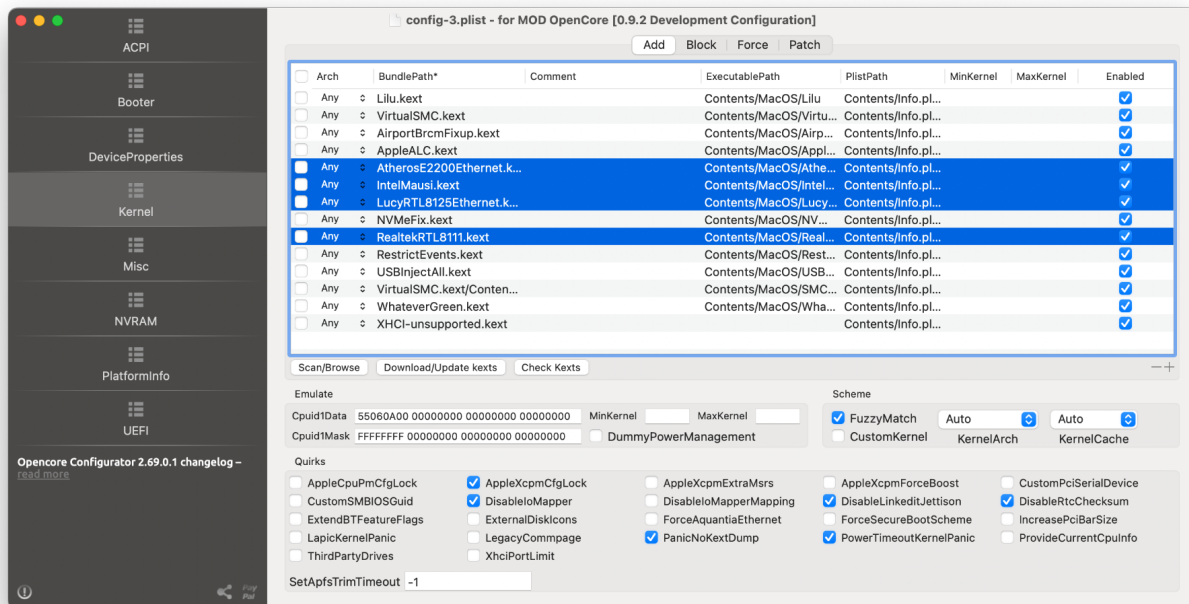 config-3.plist - for MOD OpenCore [0.9.2 Development Configuration]
ACPI
Booter
DeviceProperties
Kernel
Misc
NVRAM
PlatformInfo
UEFI
Opencore Configurator 2.69.0.1 changelog –
read more
Pay
Pal
Add Block Force Patch
Arch BundlePath* Comment ExecutablePath PlistPath MinKernel MaxKernel Enabled
Any Lilu.kext Contents/MacOS/Lilu Contents/Info.pl...
Any VirtualSMC.kext Contents/MacOS/Virtu... Contents/Info.pl...
Any AirportBrcmFixup.kext Contents/MacOS/Airp... Contents/Info.pl...
Any AppleALC.kext Contents/MacOS/Appl... Contents/Info.pl...
Any AtherosE2200Ethernet.k... Contents/MacOS/Athe... Contents/Info.pl...
Any IntelMausi.kext Contents/MacOS/Intel... Contents/Info.pl...
Any LucyRTL8125Ethernet.k... Contents/MacOS/Lucy... Contents/Info.pl...
Any NVMeFix.kext Contents/MacOS/NV... Contents/Info.pl...
Any RealtekRTL8111.kext Contents/MacOS/Real... Contents/Info.pl...
Any RestrictEvents.kext Contents/MacOS/Rest... Contents/Info.pl...
Any USBInjectAll.kext Contents/MacOS/USB... Contents/Info.pl...
Any VirtualSMC.kext/Conten... Contents/MacOS/SMC... Contents/Info.pl...
Any WhateverGreen.kext Contents/MacOS/Wha... Contents/Info.pl...
Any XHCI-unsupported.kext Contents/Info.pl...
Scan/Browse Download/Update kexts Check Kexts
Emulate
Cpuid1Data 55060A00 00000000 00000000 00000000 MinKernel MaxKernel
Cpuid1Mask FFFFFFFF 00000000 00000000 00000000 DummyPowerManagement
Scheme
FuzzyMatch Auto Auto
CustomKernel KernelArch KernelCache
Quirks
AppleCpuPmCfgLock AppleXcpmCfgLock AppleXcpmExtraMsrs AppleXcpmForceBoost CustomPciSerialDevice
CustomSMBIOSGuid DisableIoMapper DisableIoMapperMapping DisableLinkeditJettison DisableRtcChecksum
ExtendBTFeatureFlags ExternalDiskIcons ForceAquantiaEthernet ForceSecureBootScheme IncreasePciBarSize
LapicKernelPanic LegacyCommpage PanicNoKextDump PowerTimeoutKernelPanic ProvideCurrentCpuInfo
ThirdPartyDrives XhciPortLimit
SetApfsTrimTimeout -1